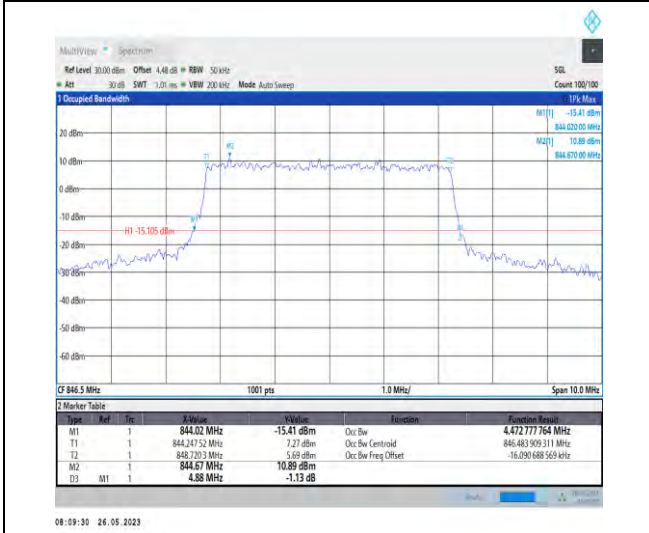 MultiView Spectrum
Ref Level 30.00 dBm Offset 4.48 dB RBW 50 kHz SGL
Att 30 dB SWT 1.01 ms VBW 200 kHz Mode Auto Sweep Count 100/100
1 Occupied Bandwidth 1Pk Max
M1[1] -15.41 dBm
844.020 00 MHz
20 dBm
M2[1] 10.89 dBm
844.670 00 MHz
M2
T1
10 dBm
0 dBm
-10 dBm
M1
H1 -15.105 dBm
-20 dBm
-30 dBm
-40 dBm
-50 dBm
-60 dBm
CF 846.5 MHz 1001 pts 1.0 MHz/ Span 10.0 MHz
2 Marker Table
Type Ref Trc X-Value Y-Value Function Function Result
M1 1 844.02 MHz -15.41 dBm Occ Bw 4.472 777 764 MHz
T1 1 844.247 52 MHz 7.27 dBm Occ Bw Centroid 846.483 909 311 MHz
T2 1 848.720 3 MHz 5.69 dBm Occ Bw Freq Offset -16.090 688 569 kHz
M2 1 844.67 MHz 10.89 dBm
D3 M1 1 4.88 MHz -1.13 dB
08:09:30 26.05.2023